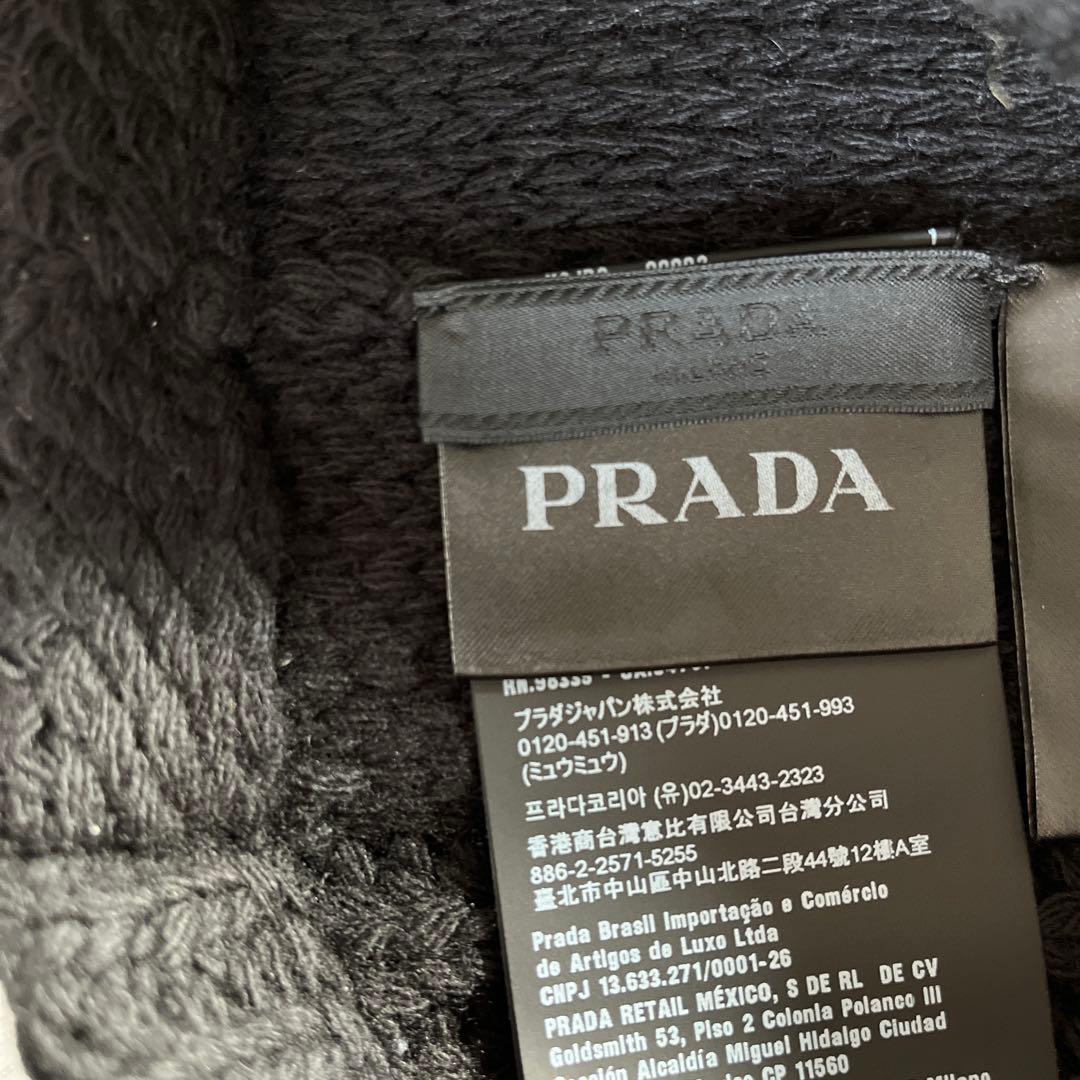 PRADA
PRADA
RN.98339 -
プラダジャパン株式会社
0120-451-913 (プラダ)0120-451-993
(ミュウミュウ)
프라다코리아 (유)02-3443-2323
香港商台灣意比有限公司台灣分公司
886-2-2571-5255
臺北市中山區中山北路二段44號12樓A室
Prada Brasil Importação e Comércio
de Artigos de Luxo Ltda
CNPJ 13.633.271/0001-26
PRADA RETAIL MÉXICO, S DE RL DE CV
Goldsmith 53, Piso 2 Colonia Polanco III
Sección Alcaldía Miguel Hidalgo Ciudad
CP 11560
Milano